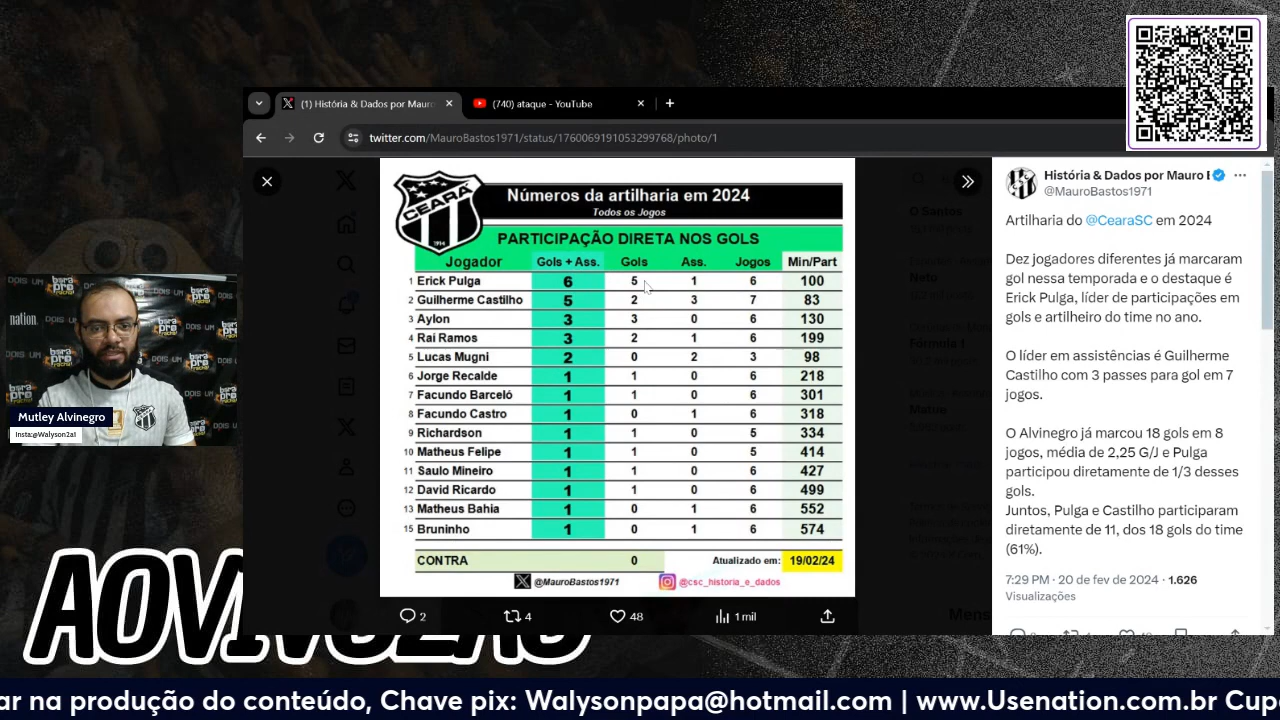 (1) História & Dados por Mauro
(740) ataque - YouTube
twitter.com/MauroBastos1971/status/1760069191053299768/photo/1
CEARÁ
1914
Números da artilharia em 2024
Todos os Jogos
PARTICIPAÇÃO DIRETA NOS GOLS
Jogador Gols + Ass. Gols Ass. Jogos Min/Part
1 Erick Pulga 6 5 1 6 100
2 Guilherme Castilho 5 2 3 7 83
3 Aylon 3 3 0 6 130
4 Raí Ramos 3 2 1 6 199
5 Lucas Mugni 2 0 2 3 98
6 Jorge Recalde 1 1 0 6 218
7 Facundo Barceló 1 1 0 6 301
8 Facundo Castro 1 0 1 6 318
9 Richardson 1 1 0 5 334
10 Matheus Felipe 1 1 0 5 414
11 Saulo Mineiro 1 1 0 6 427
12 David Ricardo 1 1 0 6 499
13 Matheus Bahia 1 0 1 6 552
15 Bruninho 1 0 1 6 574
CONTRA 0 Atualizado em: 19/02/24
@MauroBastos1971 @csc_historia_e_dados
2 4 48 1 mil
História & Dados por Mauro
@MauroBastos1971
Artilharia do @CearaSC em 2024
Dez jogadores diferentes já marcaram
gol nessa temporada e o destaque é
Erick Pulga, líder de participações em
gols e artilheiro do time no ano.
O líder em assistências é Guilherme
Castilho com 3 passes para gol em 7
jogos.
O Alvinegro já marcou 18 gols em 8
jogos, média de 2,25 G/J e Pulga
participou diretamente de 1/3 desses
gols.
Juntos, Pulga e Castilho participaram
diretamente de 11, dos 18 gols do time
(61%).
7:29 PM · 20 de fev de 2024 · 1.626
Visualizações
O Santos
Neto
Matue
nation.
Mutley Alvinegro
Insta:@Walyson2a1
ar na produção do conteúdo, Chave pix: Walysonpapa@hotmail.com | www.Usenation.com.br Cup